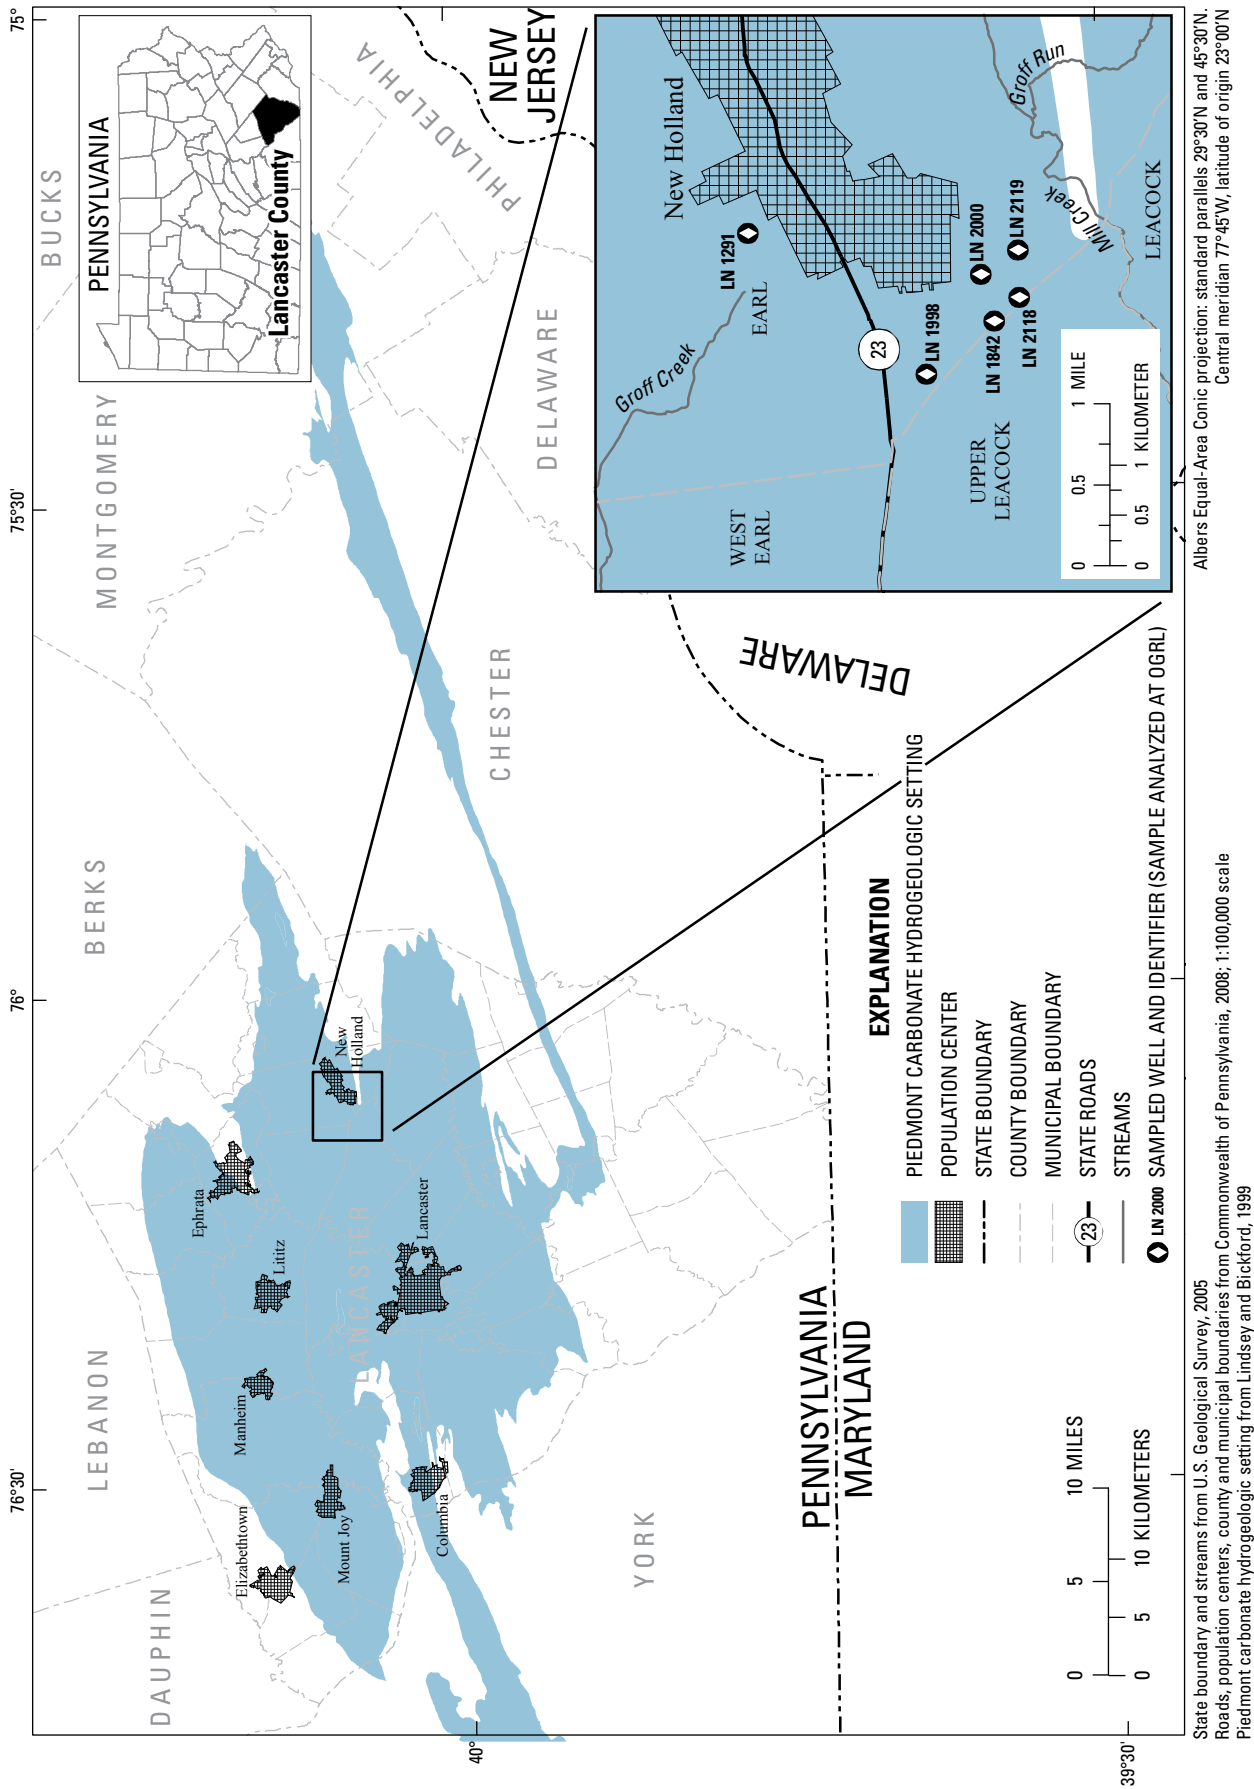 75°
75°30'
76°
76°30'
40°
39°30'
BUCKS
MONTGOMERY
BERKS
LEBANON
DAUPHIN
PHILADELPHIA
NEW
JERSEY
DELAWARE
CHESTER
LANCASTER
YORK
DELAWARE
PENNSYLVANIA
MARYLAND
PENNSYLVANIA
Lancaster County
Elizabethtown
Mount Joy
Manheim
Lititz
Ephrata
New
Holland
Lancaster
Columbia
New Holland
Groff Creek
Groff Run
Mill Creek
EARL
WEST
EARL
UPPER
LEACOCK
LEACOCK
23
LN 1291
LN 1998
LN 2000
LN 1842
LN 2118
LN 2119
0 0.5 1 MILE
0 0.5 1 KILOMETER
EXPLANATION
PIEDMONT CARBONATE HYDROGEOLOGIC SETTING
POPULATION CENTER
STATE BOUNDARY
COUNTY BOUNDARY
MUNICIPAL BOUNDARY
23 STATE ROADS
STREAMS
LN 2000 SAMPLED WELL AND IDENTIFIER (SAMPLE ANALYZED AT OGRL)
0 5 10 MILES
0 5 10 KILOMETERS
State boundary and streams from U.S. Geological Survey, 2005
Roads, population centers, county and municipal boundaries from Commonwealth of Pennsylvania, 2008; 1:100,000 scale
Piedmont carbonate hydrogeologic setting from Lindsey and Bickford, 1999
Albers Equal-Area Conic projection: standard parallels 29°30'N and 45°30'N.
Central meridian 77°45'W, latitude of origin 23°00'N